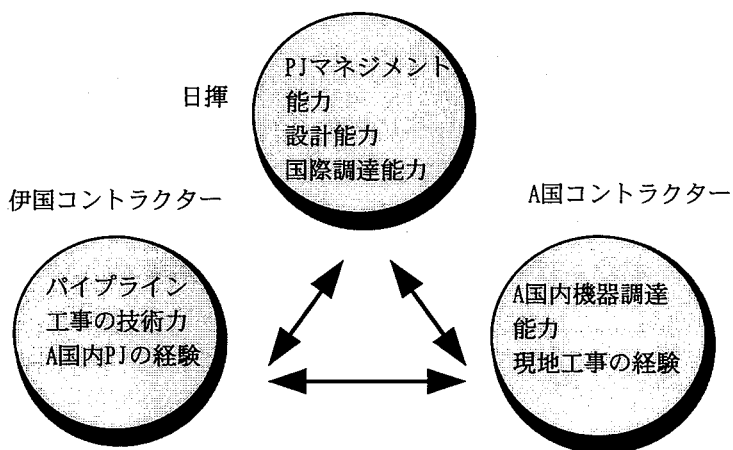 日揮
PJマネジメント
能力
設計能力
国際調達能力
伊国コントラクター
A国コントラクター
パイプライン
工事の技術力
A国内PJの経験
A国内機器調達
能力
現地工事の経験